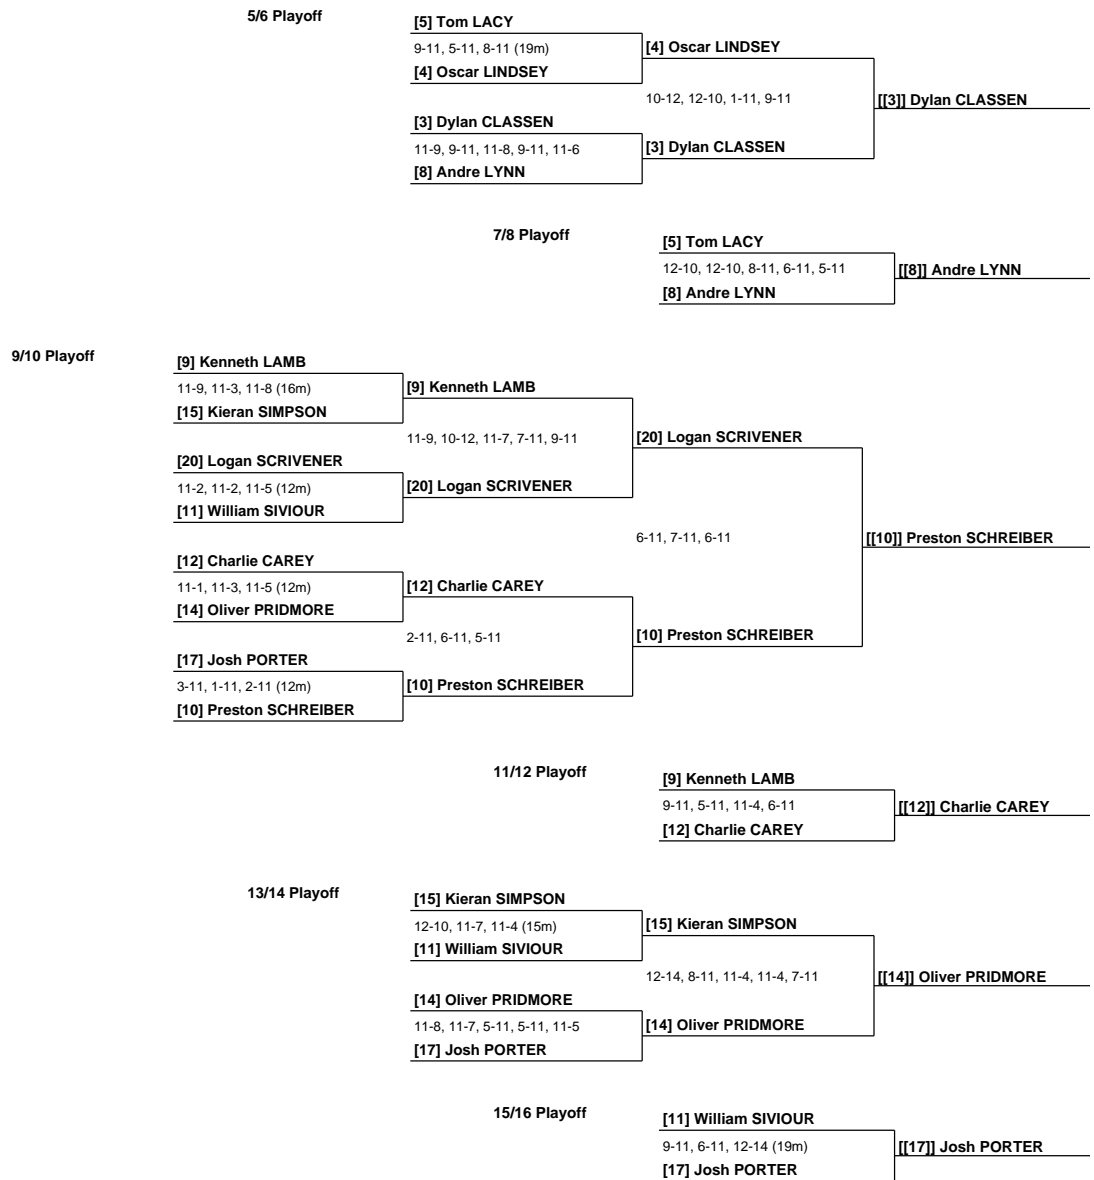 5/6 Playoff
[5] Tom LACY
9-11, 5-11, 8-11 (19m)
[4] Oscar LINDSEY
[4] Oscar LINDSEY
10-12, 12-10, 1-11, 9-11
[[3]] Dylan CLASSEN
[3] Dylan CLASSEN
11-9, 9-11, 11-8, 9-11, 11-6
[3] Dylan CLASSEN
[8] Andre LYNN
7/8 Playoff
[5] Tom LACY
12-10, 12-10, 8-11, 6-11, 5-11
[[8]] Andre LYNN
[8] Andre LYNN
9/10 Playoff
[9] Kenneth LAMB
11-9, 11-3, 11-8 (16m)
[9] Kenneth LAMB
[15] Kieran SIMPSON
11-9, 10-12, 11-7, 7-11, 9-11
[20] Logan SCRIVENER
[20] Logan SCRIVENER
11-2, 11-2, 11-5 (12m)
[20] Logan SCRIVENER
[11] William SIVIOUR
6-11, 7-11, 6-11
[[10]] Preston SCHREIBER
[12] Charlie CAREY
11-1, 11-3, 11-5 (12m)
[12] Charlie CAREY
[14] Oliver PRIDMORE
2-11, 6-11, 5-11
[10] Preston SCHREIBER
[17] Josh PORTER
3-11, 1-11, 2-11 (12m)
[10] Preston SCHREIBER
[10] Preston SCHREIBER
11/12 Playoff
[9] Kenneth LAMB
9-11, 5-11, 11-4, 6-11
[[12]] Charlie CAREY
[12] Charlie CAREY
13/14 Playoff
[15] Kieran SIMPSON
12-10, 11-7, 11-4 (15m)
[15] Kieran SIMPSON
[11] William SIVIOUR
12-14, 8-11, 11-4, 11-4, 7-11
[[14]] Oliver PRIDMORE
[14] Oliver PRIDMORE
11-8, 11-7, 5-11, 5-11, 11-5
[14] Oliver PRIDMORE
[17] Josh PORTER
15/16 Playoff
[11] William SIVIOUR
9-11, 6-11, 12-14 (19m)
[[17]] Josh PORTER
[17] Josh PORTER